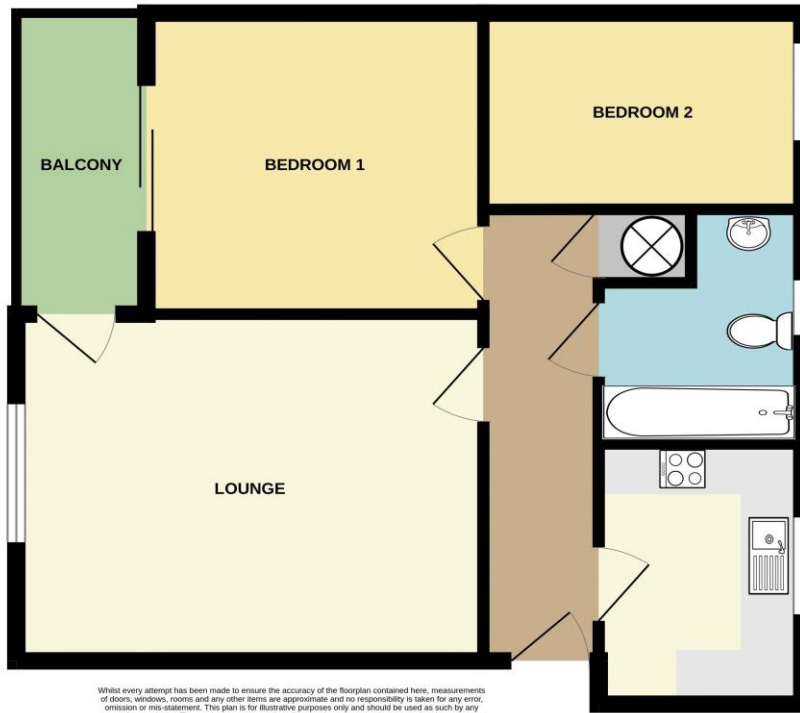 BEDROOM 2
BALCONY
BEDROOM 1
LOUNGE
Whilst every attempt has been made to ensure the accuracy of the floorplan contained here, measurements
of doors, windows, rooms and any other items are approximate and no responsibility is taken for any error,
omission or mis-statement. This plan is for illustrative purposes only and should be used as such by any